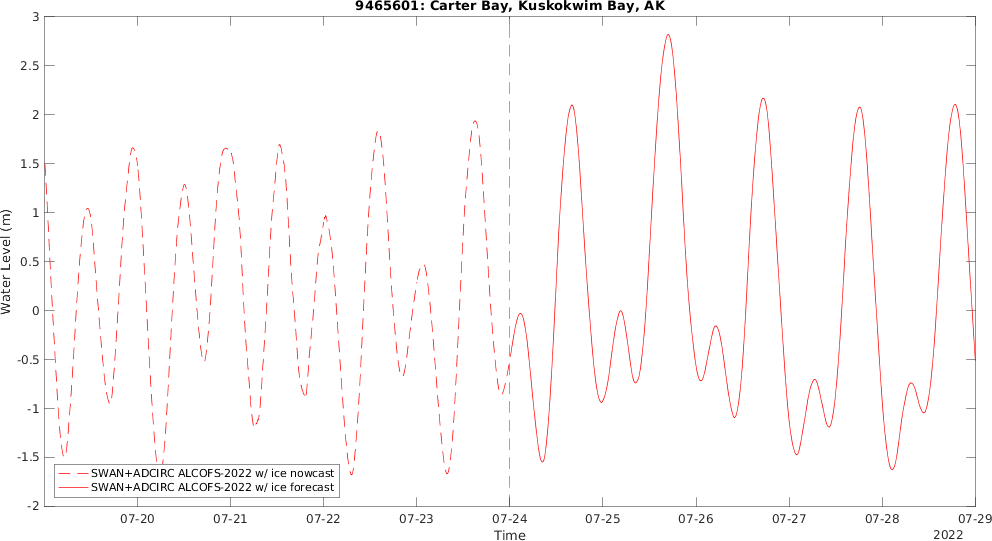 9465601: Carter Bay, Kuskokwim Bay, AK
3
2.5
2
1.5
1
0.5
0
-0.5
-1
-1.5
-2
Water Level (m)
SWAN+ADCIRC ALCOFS-2022 w/ ice nowcast
SWAN+ADCIRC ALCOFS-2022 w/ ice forecast
07-20 07-21 07-22 07-23 07-24 07-25 07-26 07-27 07-28 07-29
Time
2022